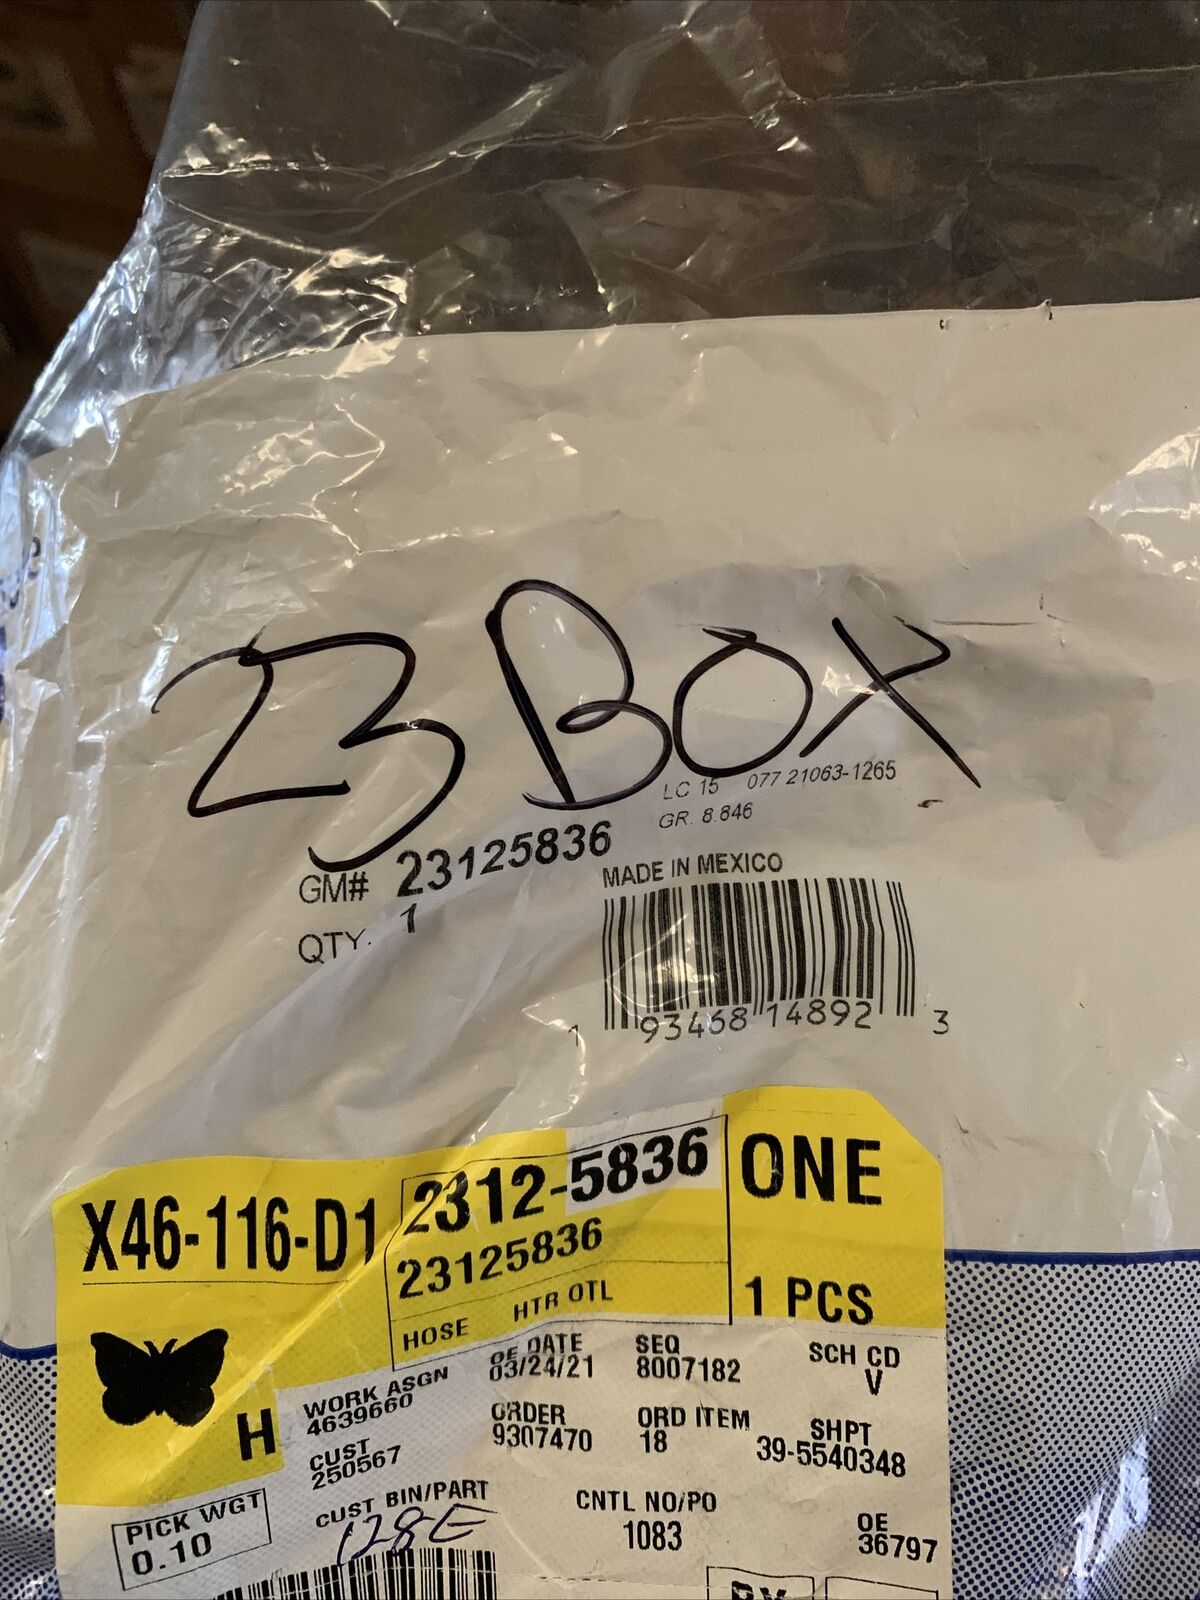 23 BOX
LC 15 077 21063-1265
GR. 8.846
GM# 23125836
MADE IN MEXICO
QTY. 1
1 93468 14892 3
X46-116-D1
2312-5836
23125836
HOSE HTR OTL
ONE
1 PCS
H
WORK ASGN
4639660
OE DATE
03/24/21
SEQ
8007182
SCH CD
V
CUST
250567
ORDER
9307470
ORD ITEM
18
SHPT
39-5540348
PICK WGT
0.10
CUST BIN/PART
128E
CNTL NO/PO
1083
OE
36797